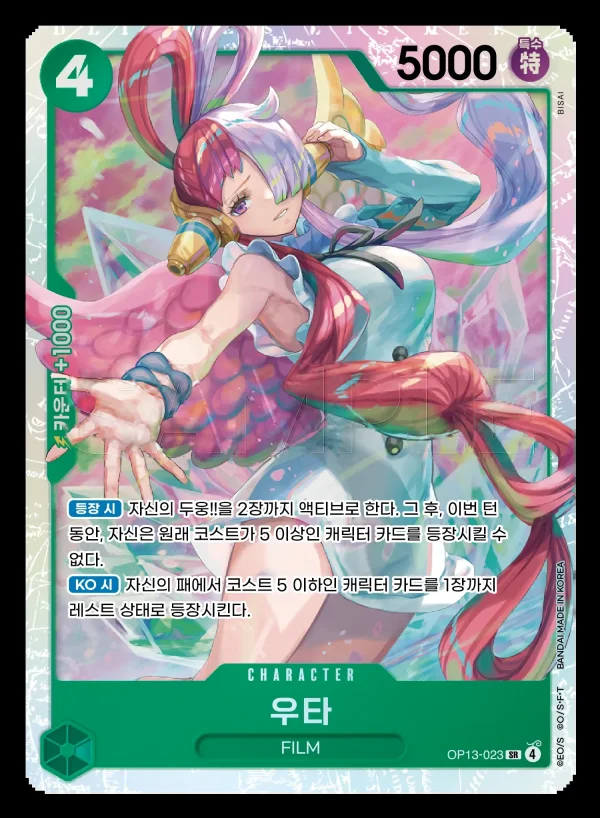 4
5000
특수
特
BISAI
카운터 +1000
SAMPLE
등장 시 자신의 두웅!!을 2장까지 액티브로 한다. 그 후, 이번 턴
동안, 자신은 원래 코스트가 5 이상인 캐릭터 카드를 등장시킬 수
없다.
KO 시 자신의 패에서 코스트 5 이하인 캐릭터 카드를 1장까지
레스트 상태로 등장시킨다.
CHARACTER
우타
FILM
OP13-023 SR 4
©EO/S ©O/S·F·T BANDAI MADE IN KOREA